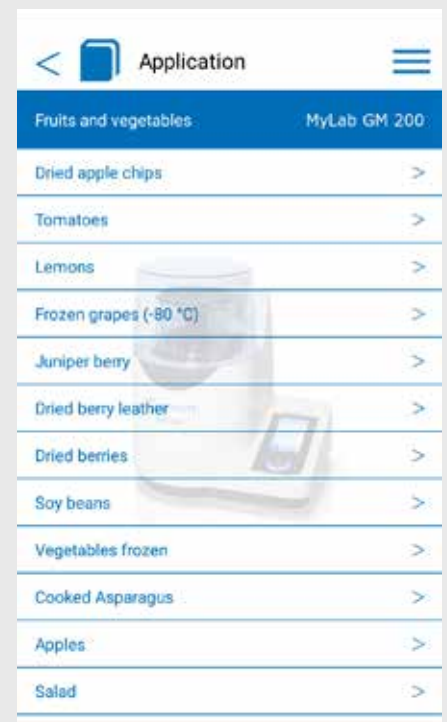 Application
Fruits and vegetables MyLab GM 200
Dried apple chips
Tomatoes
Lemons
Frozen grapes (-80 °C)
Juniper berry
Dried berry leather
Dried berries
Soy beans
Vegetables frozen
Cooked Asparagus
Apples
Salad